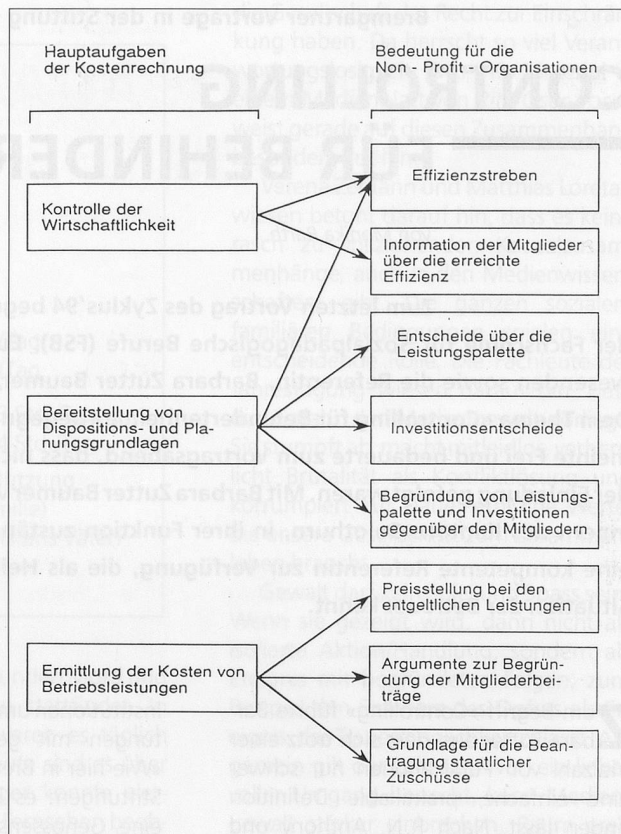 Hauptaufgaben
der Kostenrechnung
Bedeutung für die
Non - Profit - Organisationen
Kontrolle der
Wirtschaftlichkeit
Bereitstellung von
Dispositions- und Pla-
nungsgrundlagen
Ermittlung der Kosten von
Betriebsleistungen
Effizienzstreben
Information der Mitglieder
über die erreichte
Effizienz
Entscheide über die
Leistungspalette
Investitionsentscheide
Begründung von Leistungs-
palette und Investitionen
gegenüber den Mitgliedern
Preisstellung bei den
entgeltlichen Leistungen
Argumente zur Begrün-
dung der Mitgliederbei-
träge
Grundlage für die Bean-
tragung staatlicher
Zuschüsse